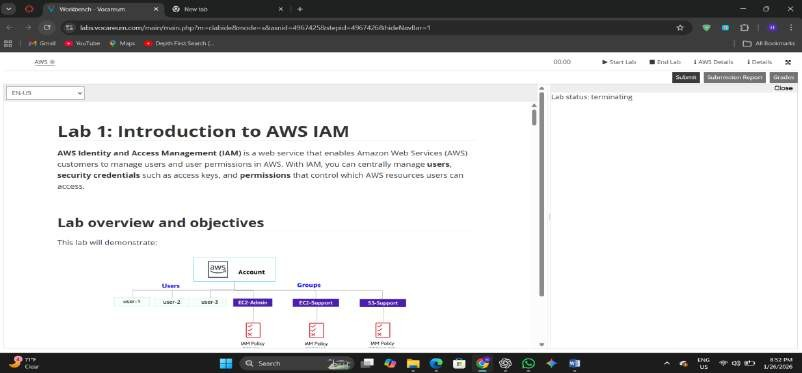 Workbench - Vocareum
New tab
labs.vocareum.com/main/main.php?m=clabide&mode=s&asnid=4967425&stepid=4967426&hideNavBar=1
Gmail
YouTube
Maps
Depth First Search (...
All Bookmarks
AWS
00:00
Start Lab
End Lab
AWS Details
Details
Submit
Submission Report
Grades
EN-US
Close
Lab status: terminating
Lab 1: Introduction to AWS IAM
AWS Identity and Access Management (IAM) is a web service that enables Amazon Web Services (AWS)
customers to manage users and user permissions in AWS. With IAM, you can centrally manage users,
security credentials such as access keys, and permissions that control which AWS resources users can
access.
Lab overview and objectives
This lab will demonstrate:
aws
Account
Users
Groups
user-1
user-2
user-3
EC2-Admin
EC2-Support
S3-Support
IAM Policy
IAM Policy
IAM Policy
77°F
Clear
Search
ENG
US
8:52 PM
1/26/2026